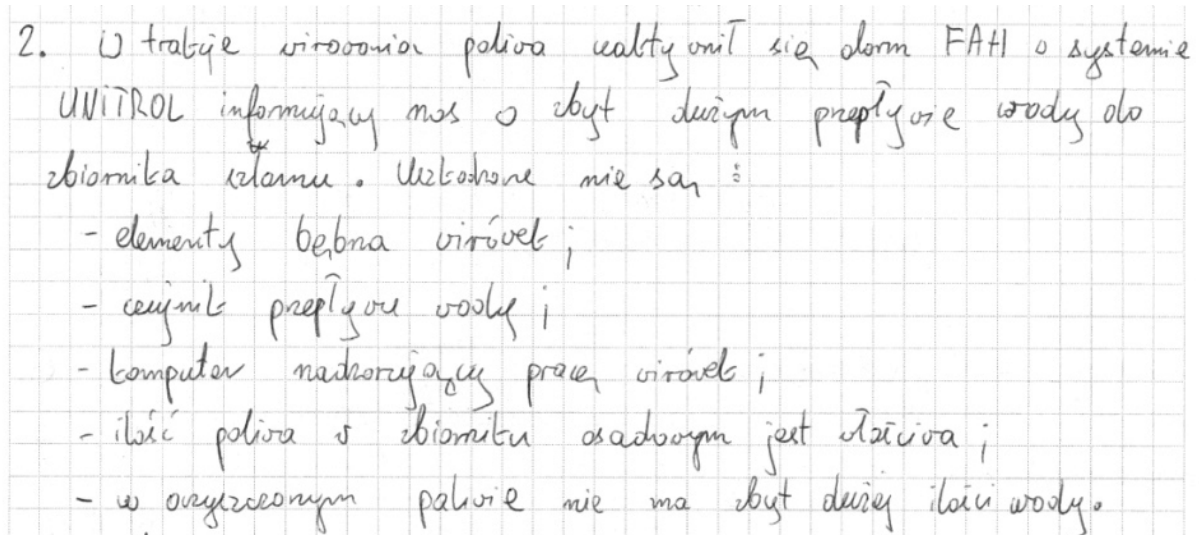 2. W trakcie wirowania paliwa uaktywnił się alarm FAH o systemie
UNITROL informujący nas o zbyt dużym przepływie wody do
zbiornika szlamu. Uszkodzone nie są:
- elementy bębna wirówek;
- czujnik przepływu wody;
- komputer nadzorujący pracę wirówek;
- ilość paliwa w zbiorniku osadowym jest właściwa;
- w oczyszczonym paliwie nie ma zbyt dużej ilości wody.